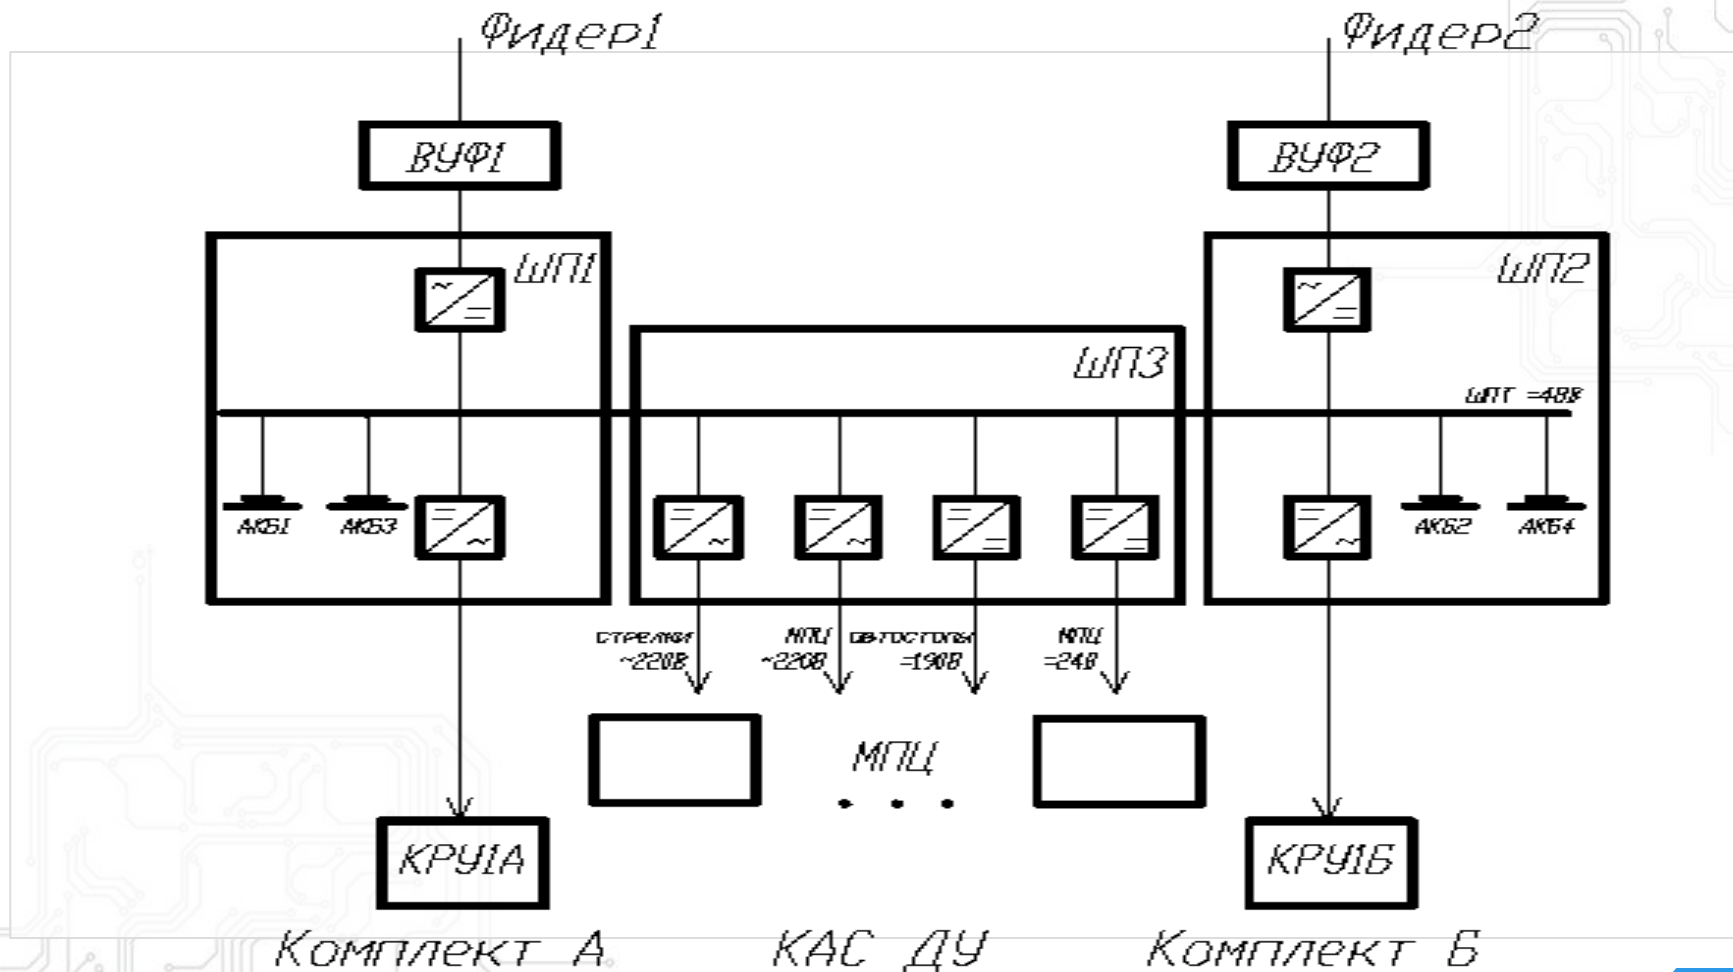 Фидер1
Фидер2
ВУФ1
ВУФ2
ШП1
ШП2
ШП3
ШПТ =48В
АКБ1
АКБ3
АКБ2
АКБ4
стрелки
~220В
МПЦ
~220В
автостопы
=190В
МПЦ
=24В
МПЦ
КРУ1А
КРУ1Б
Комплект А
КАС ДУ
Комплект Б